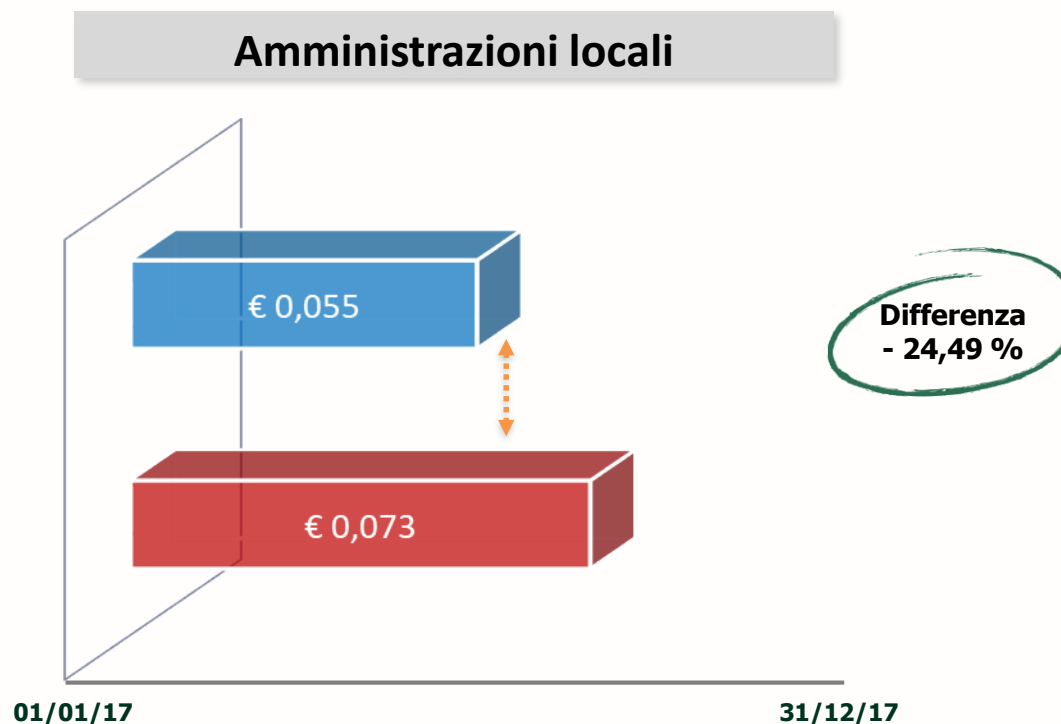 Amministrazioni locali
€ 0,055
Differenza
- 24,49 %
€ 0,073
01/01/17
31/12/17